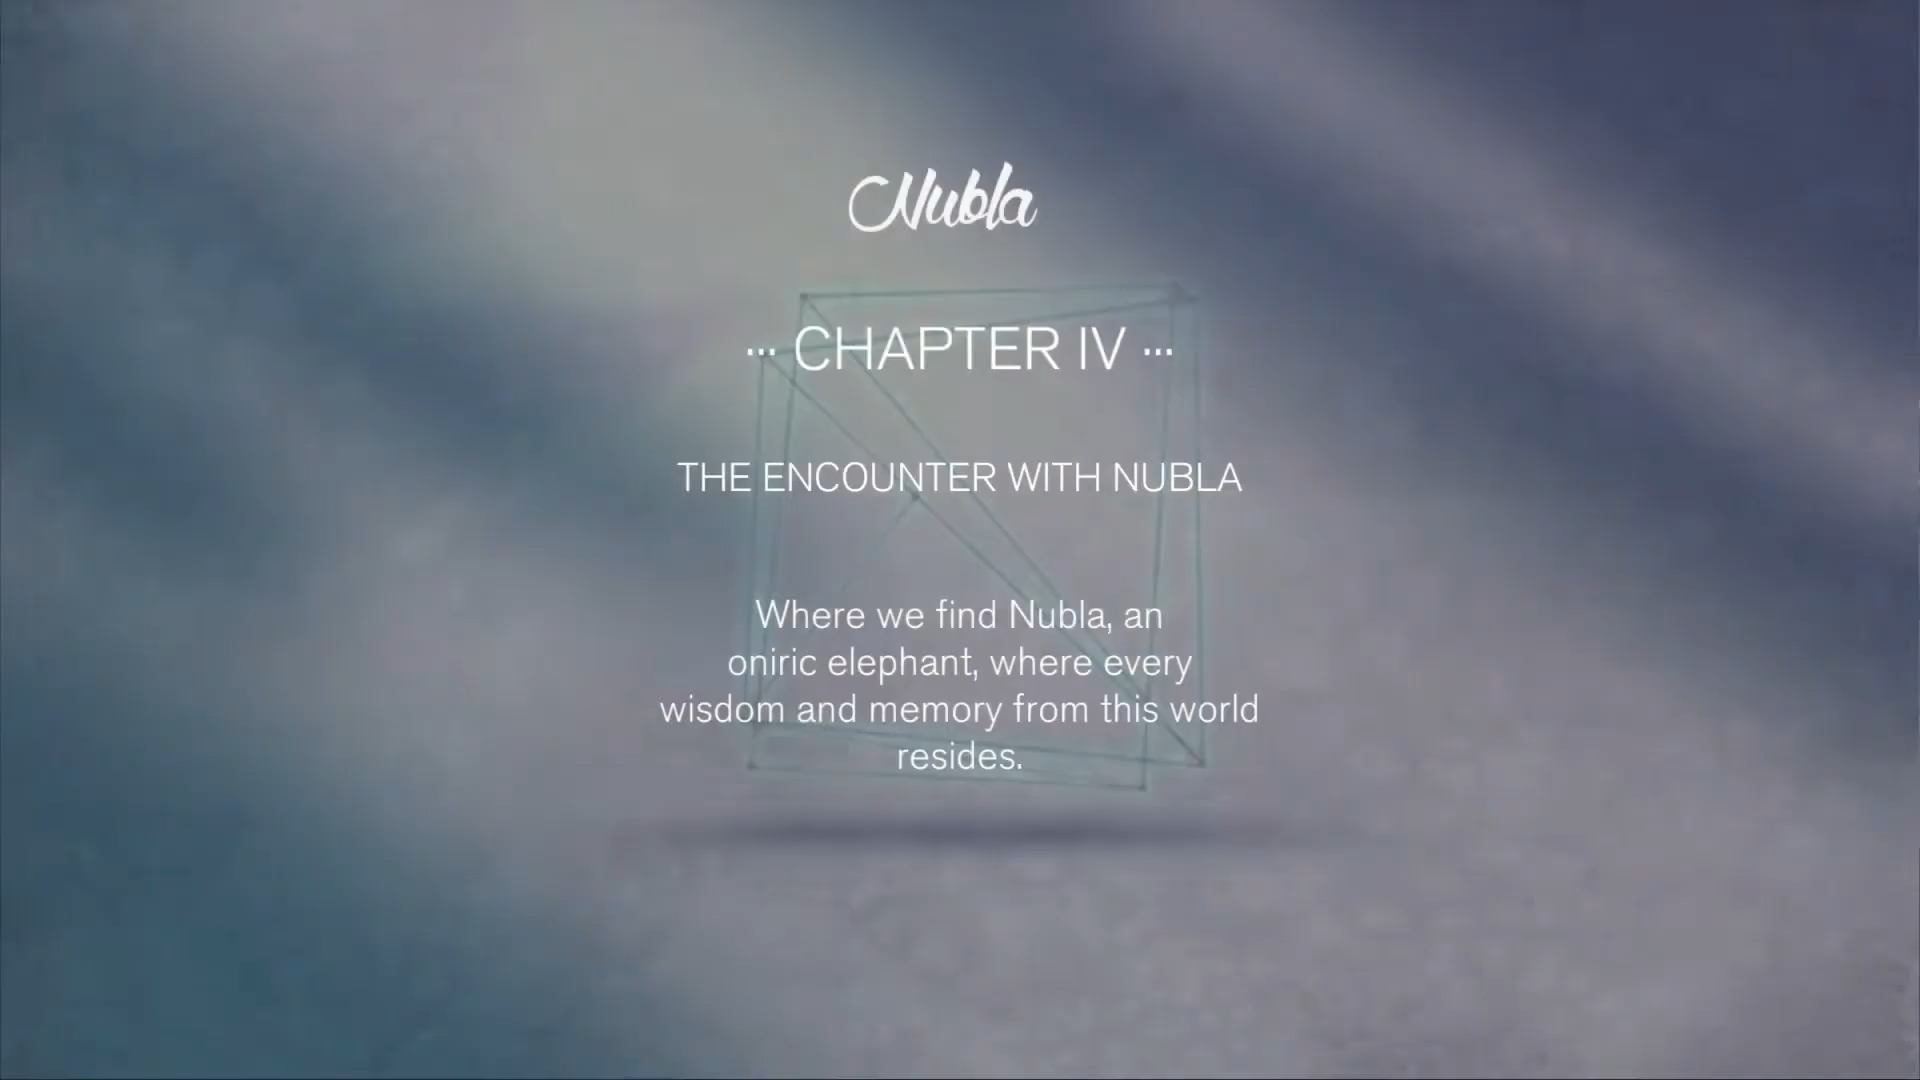 Nubla
··· CHAPTER IV ···
THE ENCOUNTER WITH NUBLA
Where we find Nubla, an
oniric elephant, where every
wisdom and memory from this world
resides.